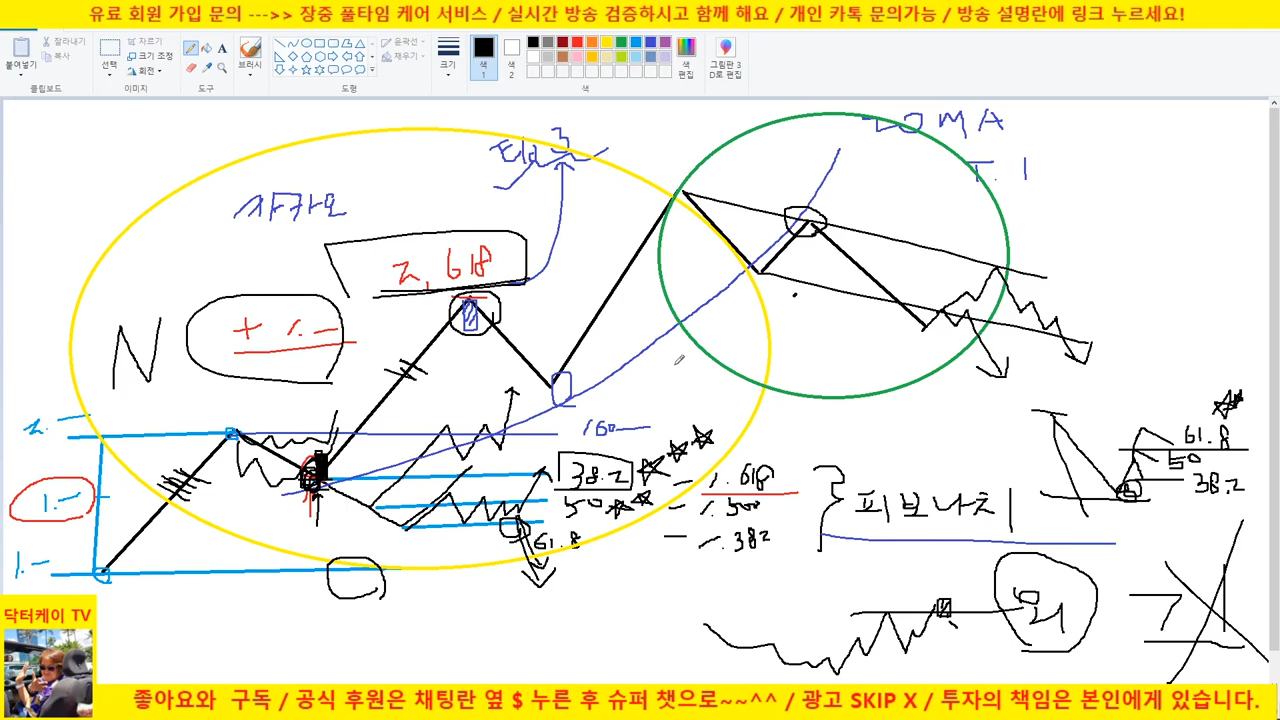 유료 회원 가입 문의 --->> 장중 풀타임 케어 서비스 / 실시간 방송 검증하시고 함께 해요 / 개인 카톡 문의가능 / 방송 설명란에 링크 누르세요!
붙여넣기
잘라내기
복사
클립보드
선택
자르기
크기 조정
회전
이미지
A
도구
브러시
윤곽선
채우기
도형
크기
색 1
색 2
색 편집
그림판 3D로 편집
색
20 M A
T. 1
3
2,618
N
38.2
50
61.8
1.618
1.500
1.382
피보나치
61.8
50
38.2
닥터케이 TV
좋아요와 구독 / 공식 후원은 채팅란 옆 $ 누른 후 슈퍼 챗으로~~^^ / 광고 SKIP X / 투자의 책임은 본인에게 있습니다.